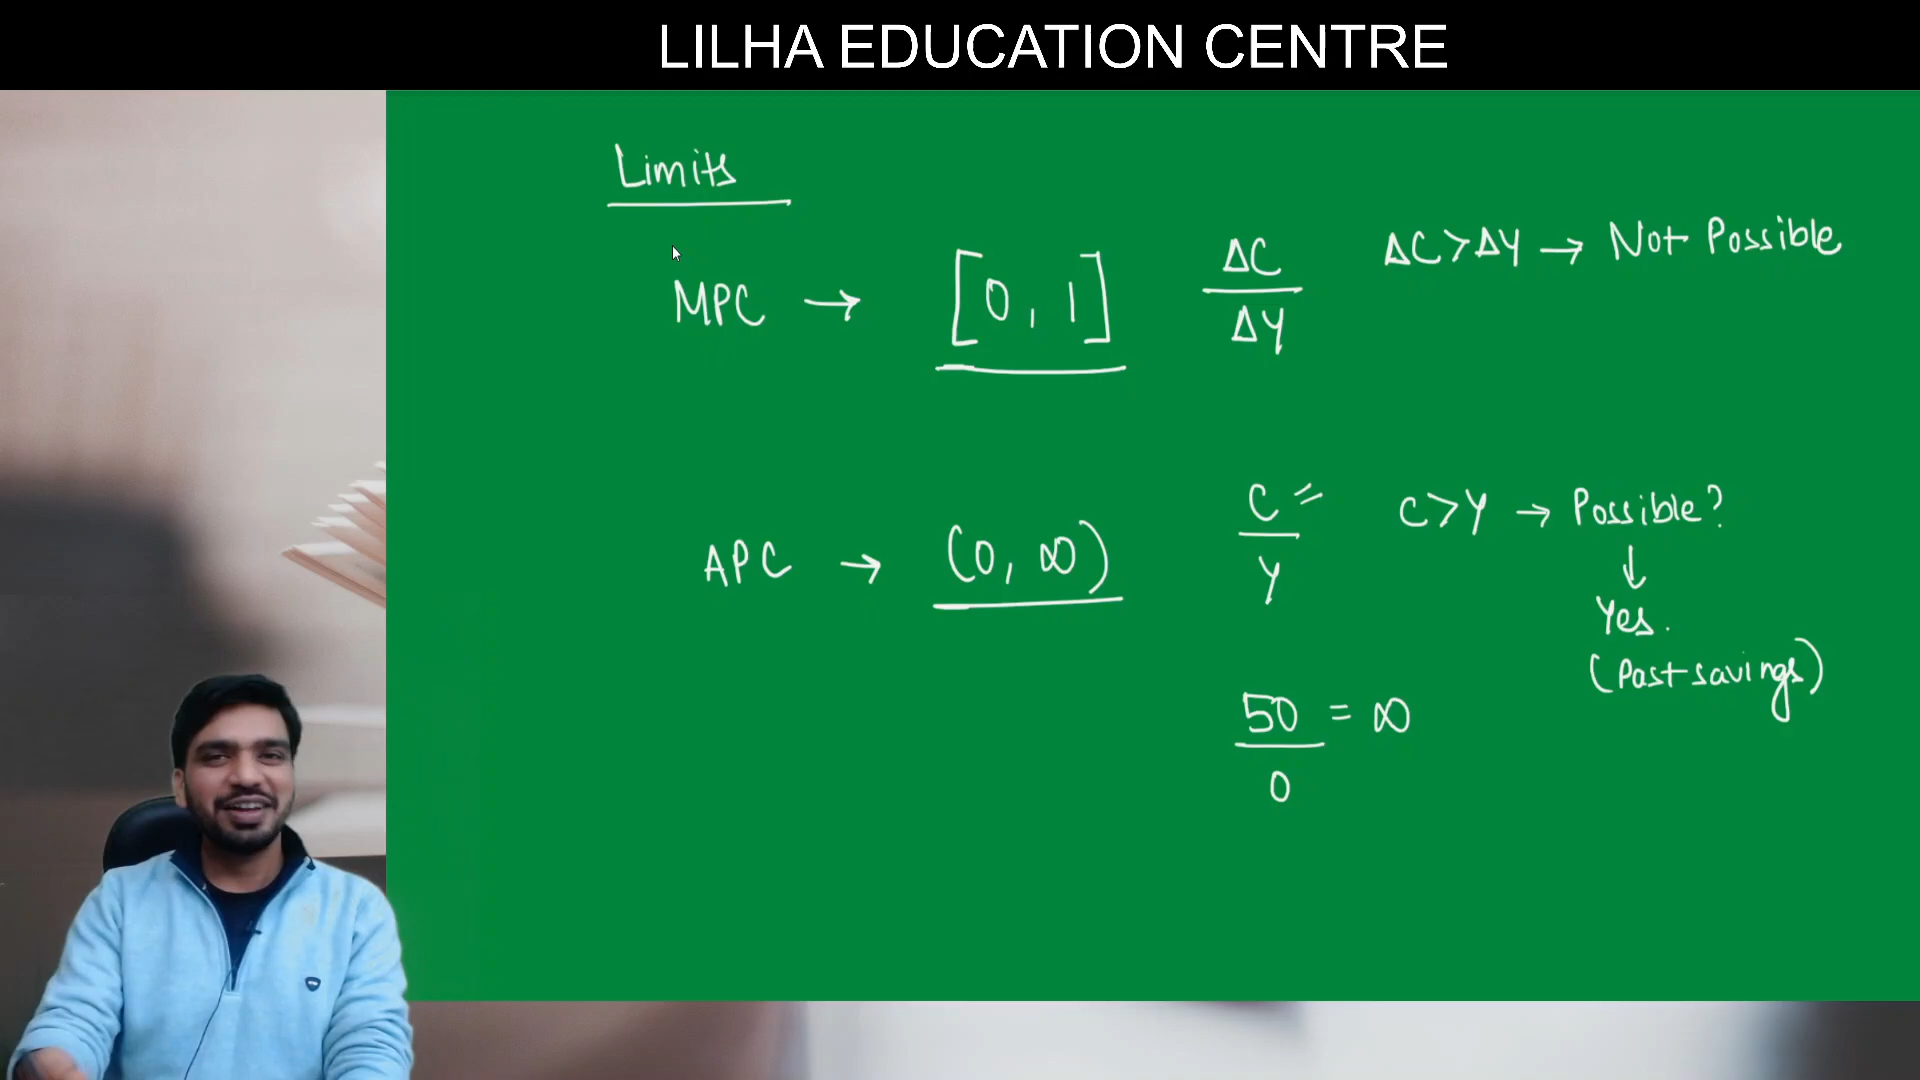 LILHA EDUCATION CENTRE
Limits
MPC → [0, 1] ΔC/ΔY ΔC>ΔY → Not Possible
APC → (0, ∞) C/Y C>Y → Possible?
↓
Yes.
(Past savings)
50/0 = ∞